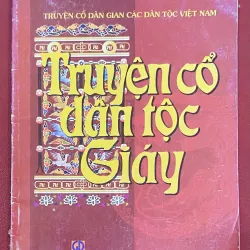 TRUYỆN CỔ DÂN GIAN CÁC DÂN TỘC VIỆT NAM
Truyện cổ
dân tộc
Giáy